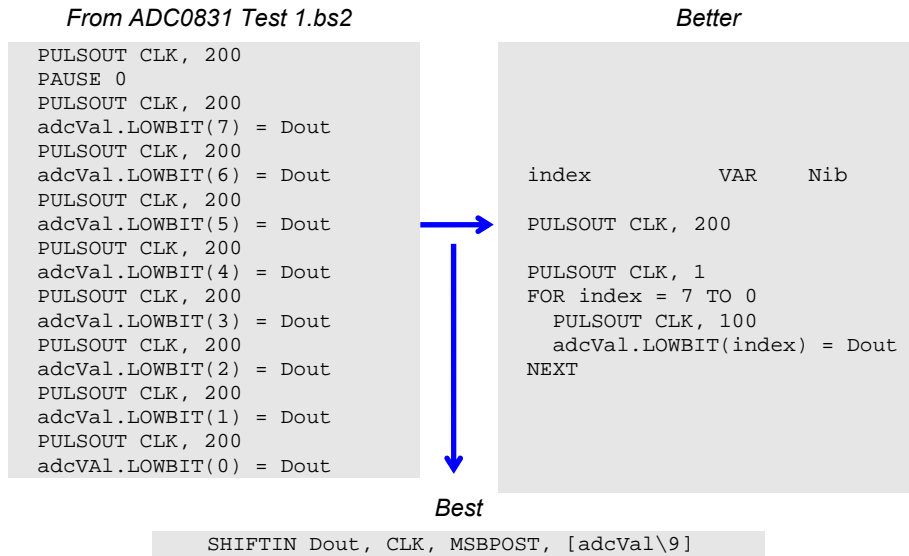 From ADC0831 Test 1.bs2
PULSOUT CLK, 200
PAUSE 0
PULSOUT CLK, 200
adcVal.LOWBIT(7) = Dout
PULSOUT CLK, 200
adcVal.LOWBIT(6) = Dout
PULSOUT CLK, 200
adcVal.LOWBIT(5) = Dout
PULSOUT CLK, 200
adcVal.LOWBIT(4) = Dout
PULSOUT CLK, 200
adcVal.LOWBIT(3) = Dout
PULSOUT CLK, 200
adcVal.LOWBIT(2) = Dout
PULSOUT CLK, 200
adcVal.LOWBIT(1) = Dout
PULSOUT CLK, 200
adcVAl.LOWBIT(0) = Dout
Better
index VAR Nib
PULSOUT CLK, 200
PULSOUT CLK, 1
FOR index = 7 TO 0
PULSOUT CLK, 100
adcVal.LOWBIT(index) = Dout
NEXT
Best
SHIFTIN Dout, CLK, MSBPOST, [adcVal\9]